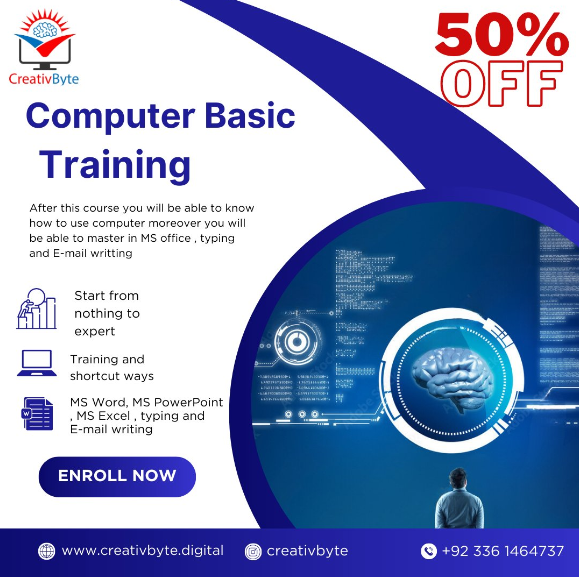 CreativByte
50%
OFF
Computer Basic
Training
After this course you will be able to know
how to use computer moreover you will
be able to master in MS office , typing
and E-mail writting
Start from
nothing to
expert
Training and
shortcut ways
MS Word, MS PowerPoint
, MS Excel , typing and
E-mail writing
ENROLL NOW
www.creativbyte.digital
creativbyte
+92 336 1464737